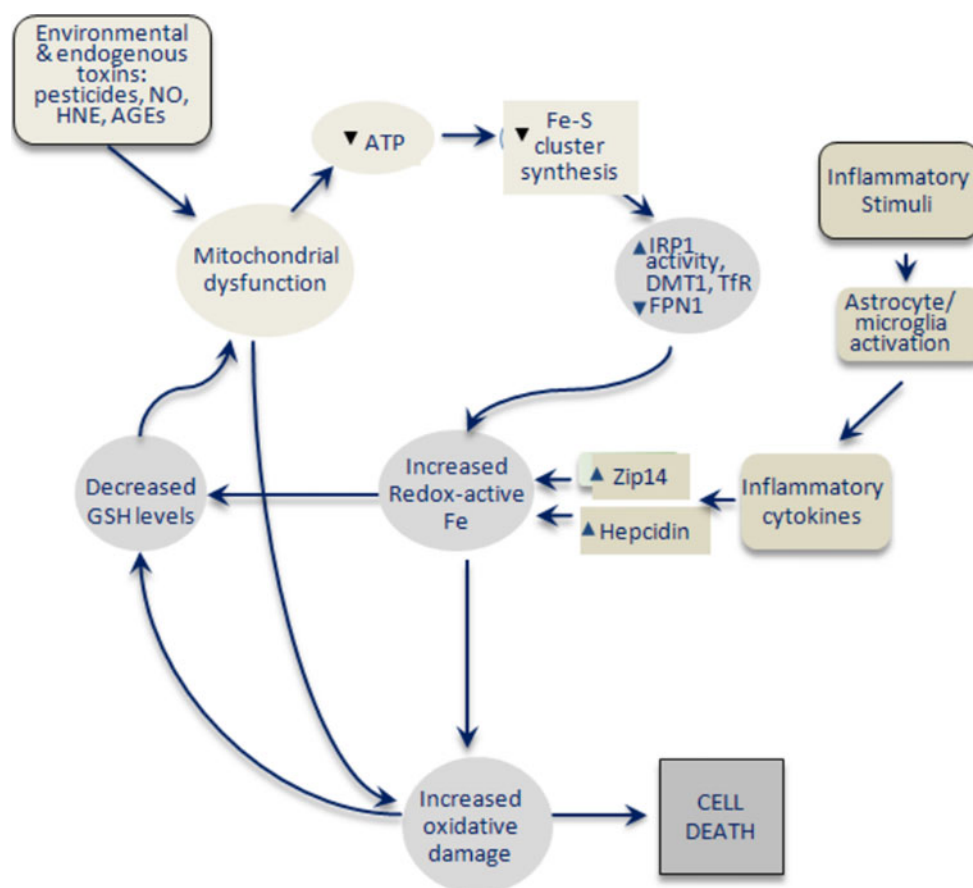 Environmental
& endogenous
toxins:
pesticides, NO,
HNE, AGEs
▼ ATP
▼ Fe-S
cluster
synthesis
Inflammatory
Stimuli
Mitochondrial
dysfunction
▲IRP1
activity,
DMT1, TfR
▼FPN1
Astrocyte/
microglia
activation
Decreased
GSH levels
Increased
Redox-active
Fe
▲ Zip14
▲Hepcidin
Inflammatory
cytokines
Increased
oxidative
damage
CELL
DEATH